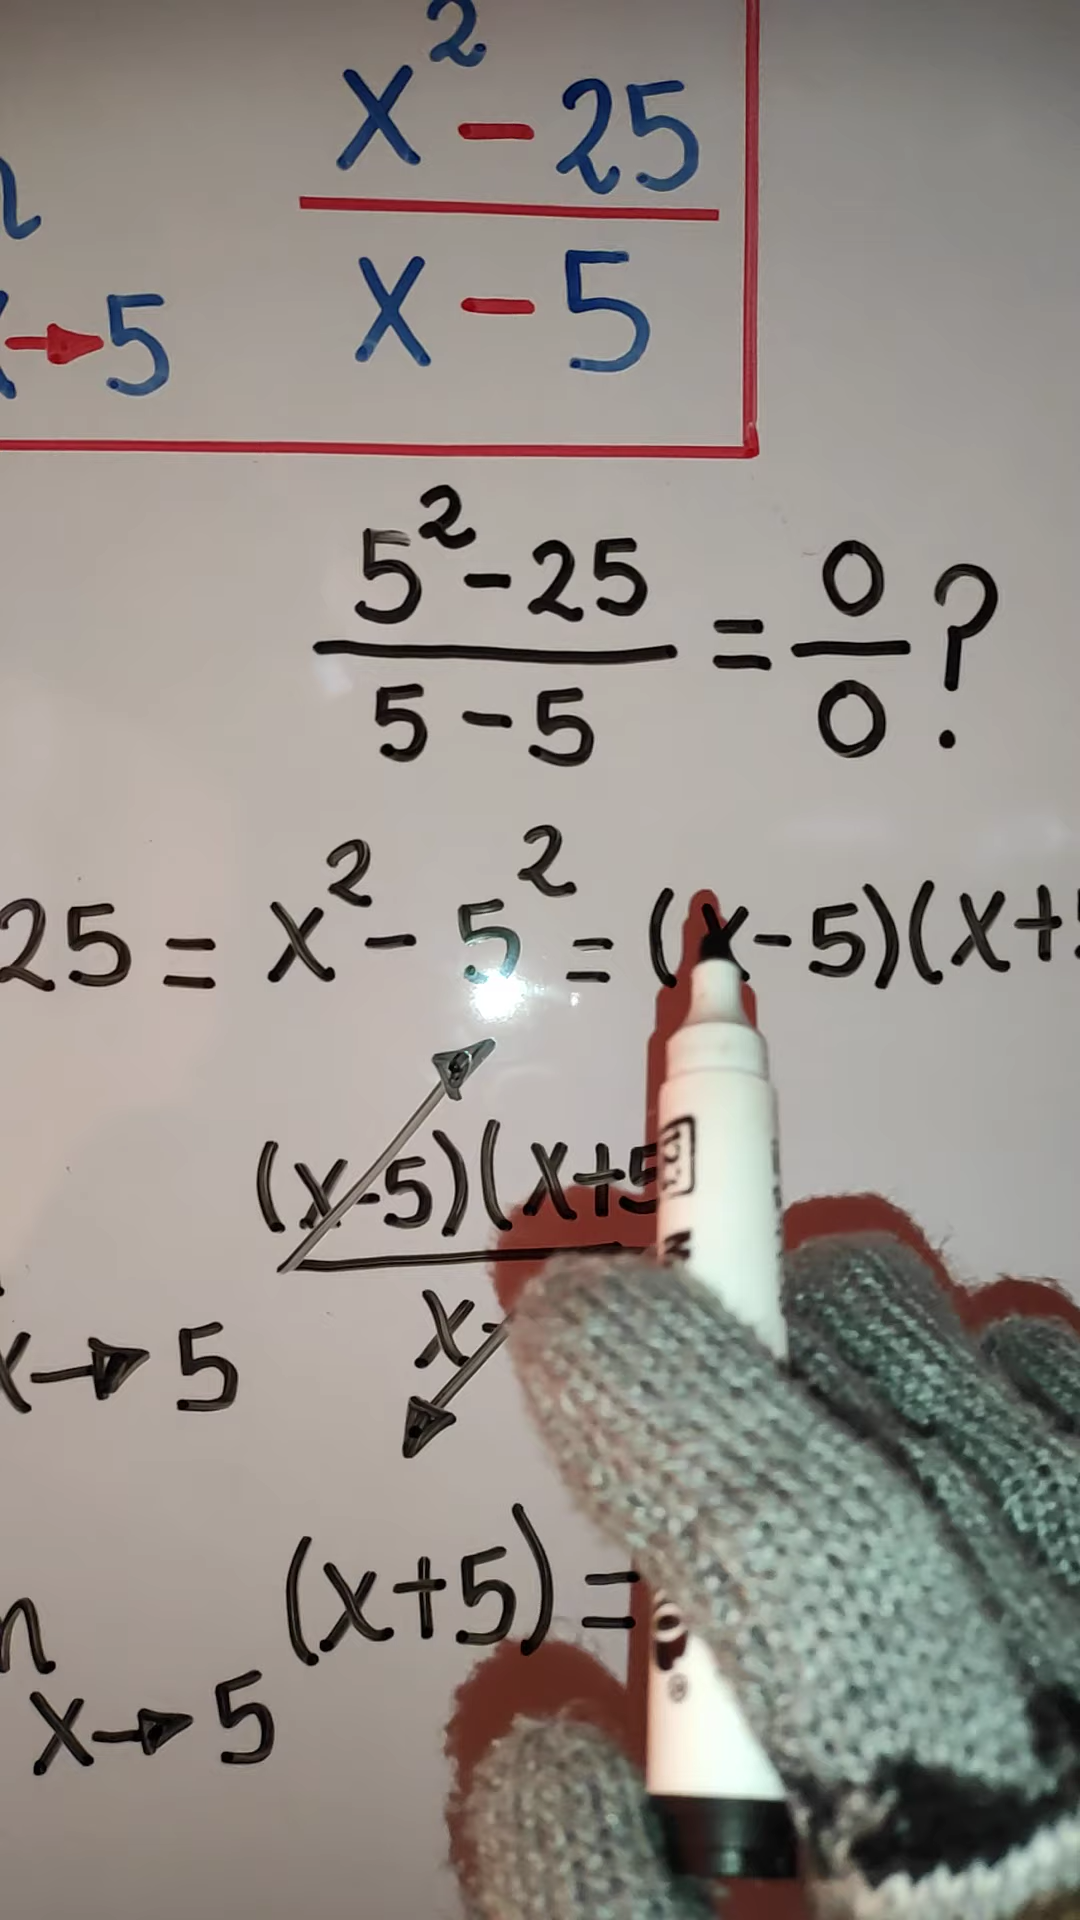 x² - 25
x - 5
x → 5
5² - 25
5 - 5
= 0/0 ?
25 = x² - 5² = (x - 5)(x + 5
(x - 5)(x + 5
x -
x → 5
(x + 5) =
x → 5